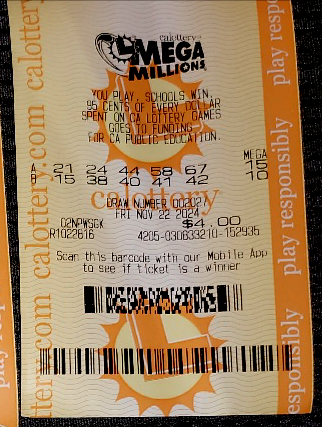 calottery
MEGA
MILLIONS
YOU PLAY, SCHOOLS WIN.
95 CENTS OF EVERY DOLLAR
SPENT ON CA LOTTERY GAMES
GOES TO FUNDING
FOR CA PUBLIC EDUCATION.
MEGA
A 21 24 44 58 67 15
B 15 38 40 41 42 10
DRAW NUMBER 002027
FRI NOV 22 2024
02NPWSGK $4.00
R1022616 4205-030833210-152935
Scan this barcode with our Mobile App
to see if ticket is a winner
calottery
calottery.com calottery
play responsibly play responsibly